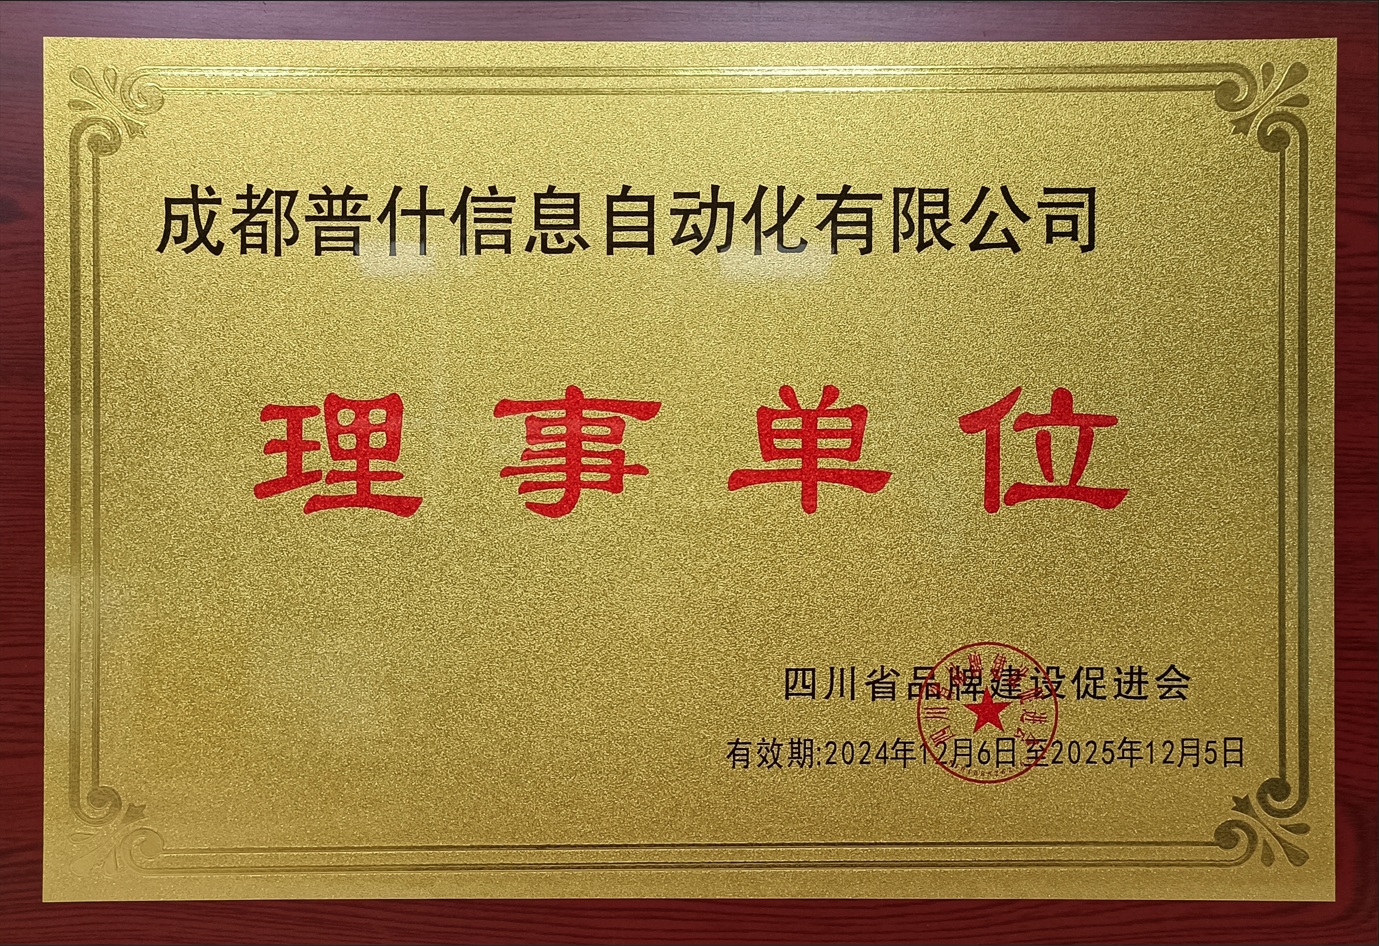 成都普什信息自动化有限公司
理事单位
四川省品牌建设促进会
有效期:2024年12月6日至2025年12月5日